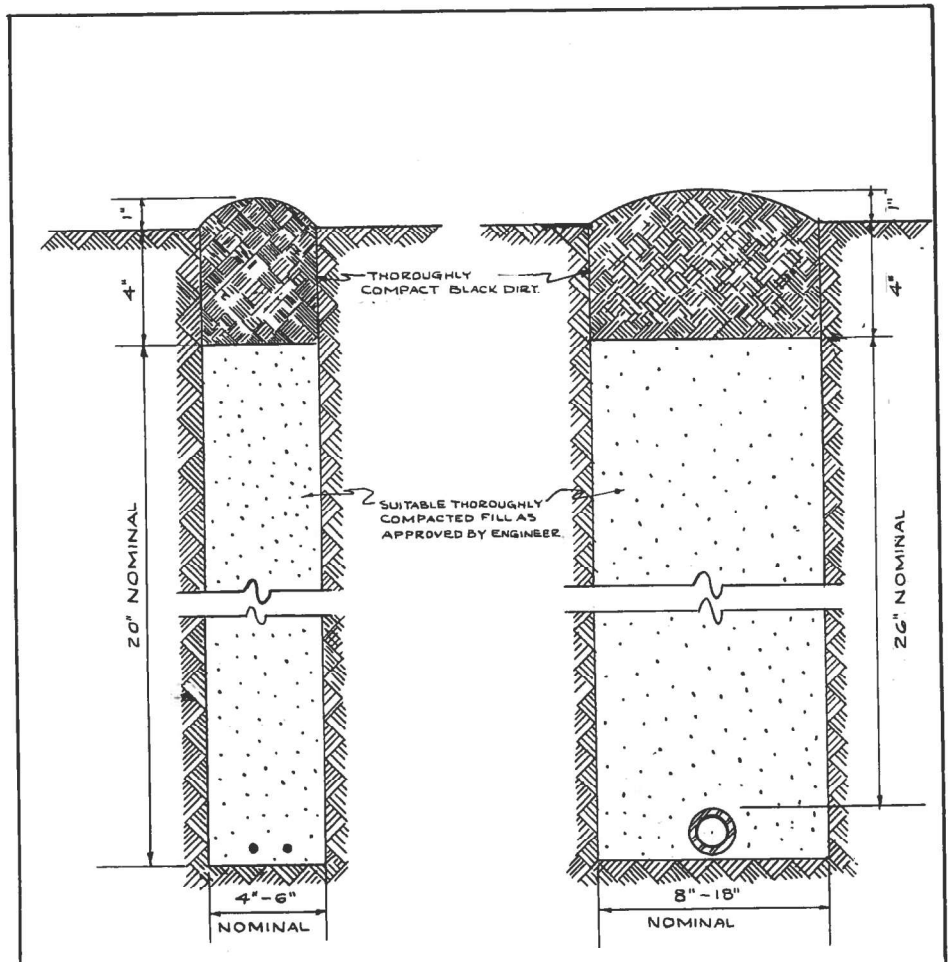 1"
4"
20" NOMINAL
4"-6"
NOMINAL
THOROUGHLY
COMPACT BLACK DIRT.
SUITABLE THOROUGHLY
COMPACTED FILL AS
APPROVED BY ENGINEER
1"
4"
26" NOMINAL
8"-18"
NOMINAL